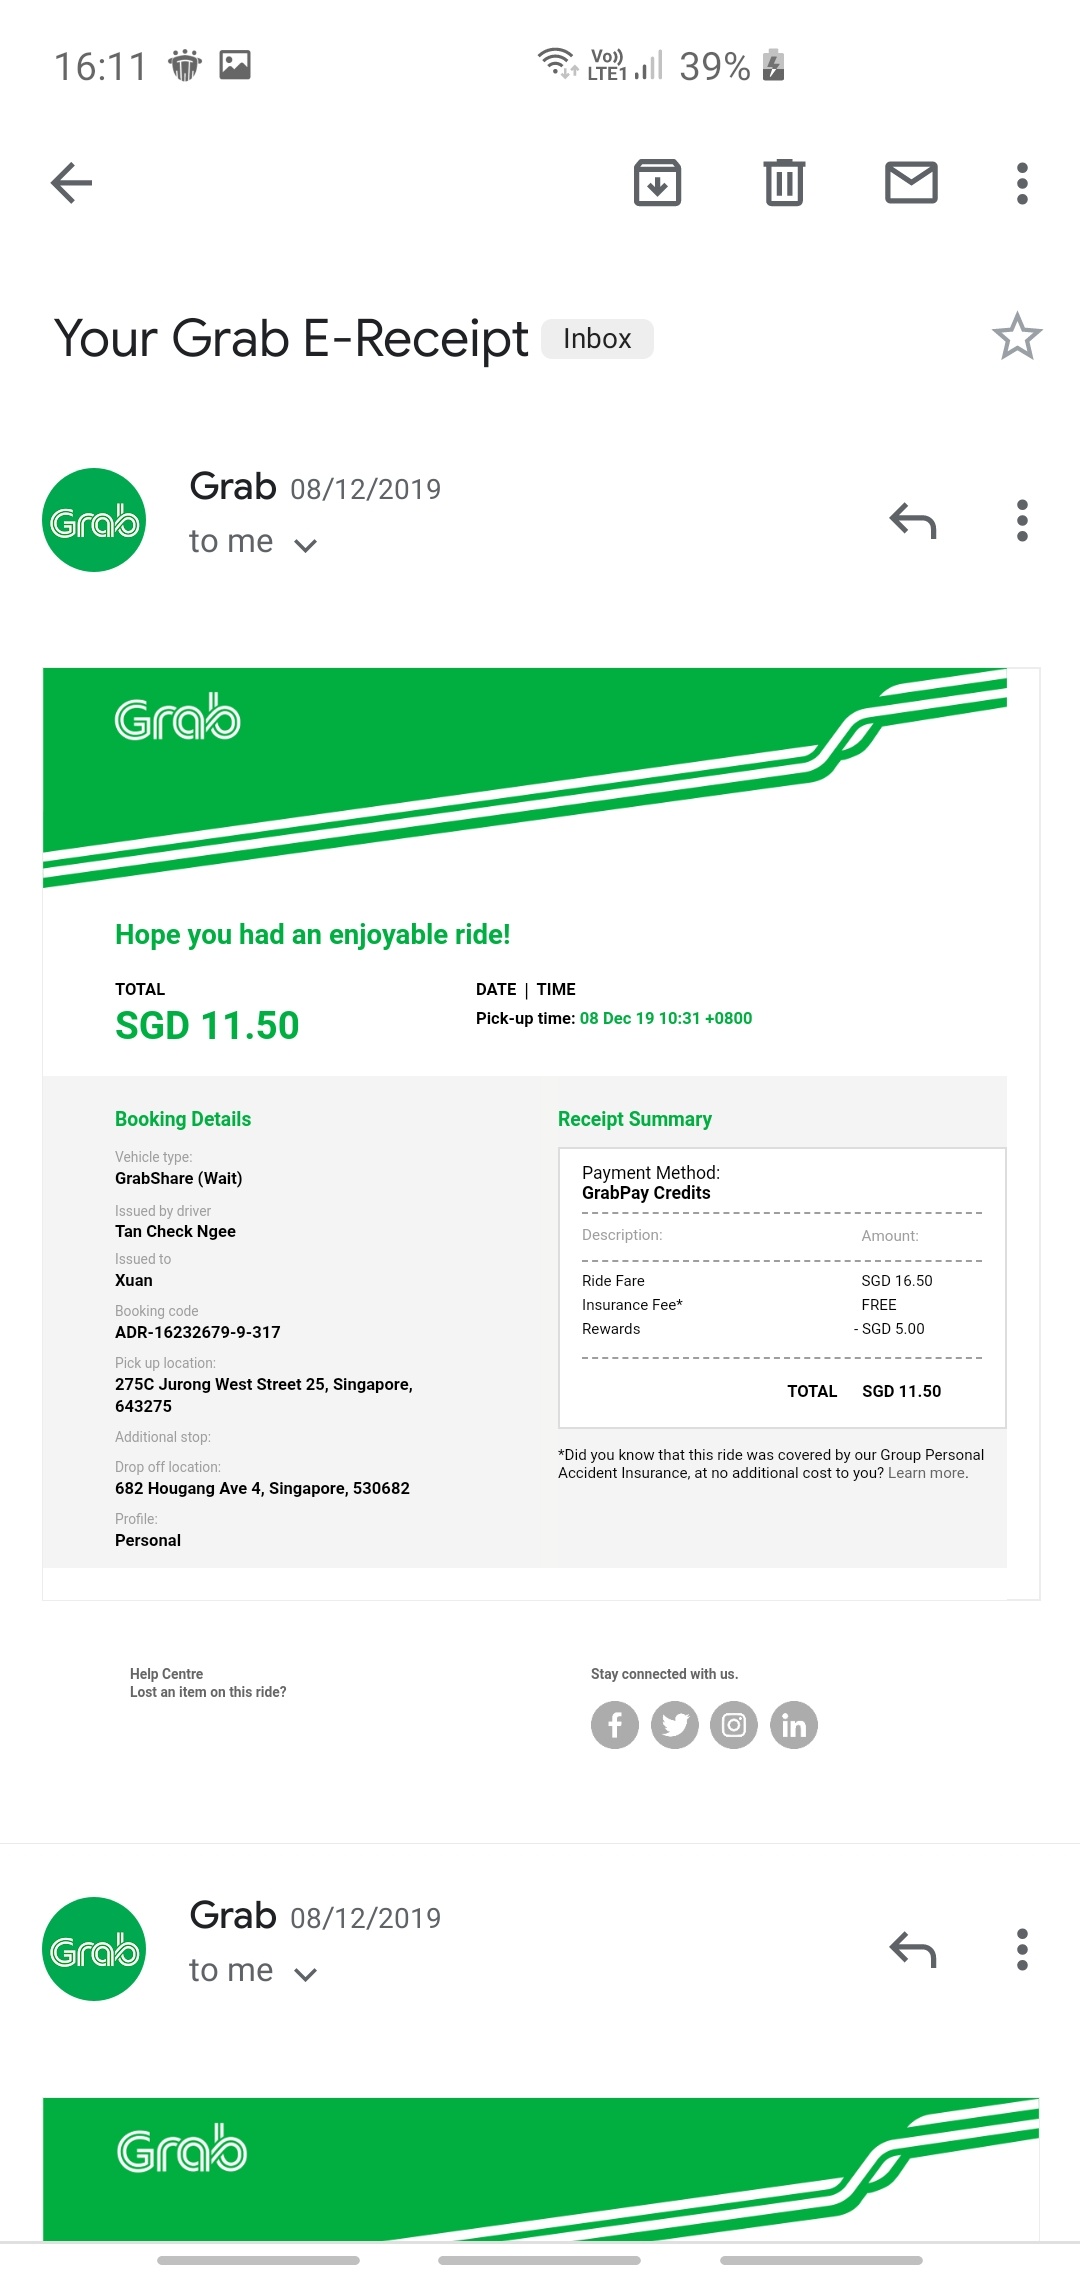 16:11
Vo))
LTE1
39%
Your Grab E-Receipt Inbox
Grab 08/12/2019
Grab
to me
Grab
Hope you had an enjoyable ride!
TOTAL
SGD 11.50
DATE | TIME
Pick-up time: 08 Dec 19 10:31 +0800
Booking Details
Vehicle type:
GrabShare (Wait)
Issued by driver
Tan Check Ngee
Issued to
Xuan
Booking code
ADR-16232679-9-317
Pick up location:
275C Jurong West Street 25, Singapore,
643275
Additional stop:
Drop off location:
682 Hougang Ave 4, Singapore, 530682
Profile:
Personal
Receipt Summary
Payment Method:
GrabPay Credits
Description: Amount:
Ride Fare SGD 16.50
Insurance Fee* FREE
Rewards - SGD 5.00
TOTAL SGD 11.50
*Did you know that this ride was covered by our Group Personal
Accident Insurance, at no additional cost to you? Learn more.
Help Centre
Lost an item on this ride?
Stay connected with us.
f
in
Grab 08/12/2019
Grab
to me
Grab